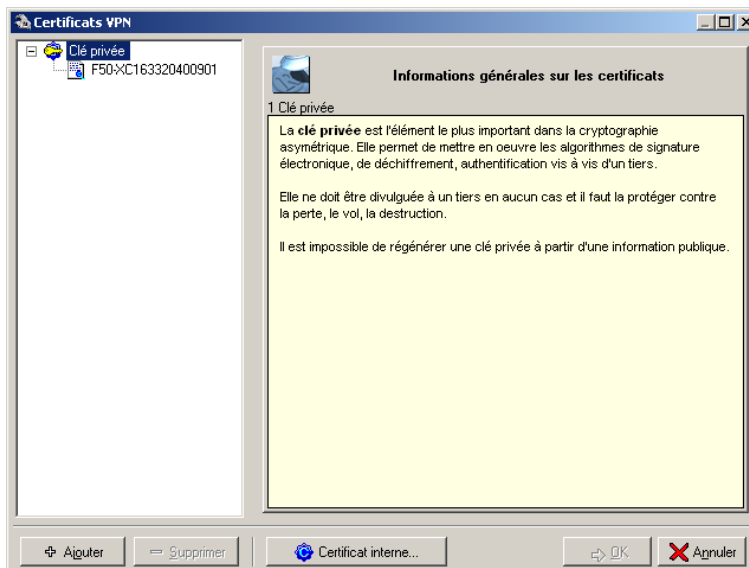 Certificats VPN
Clé privée
F50-XC163320400901
Informations générales sur les certificats
1 Clé privée
La clé privée est l'élément le plus important dans la cryptographie
asymétrique. Elle permet de mettre en oeuvre les algorithmes de signature
électronique, de déchiffrement, authentification vis à vis d'un tiers.
Elle ne doit être divulguée à un tiers en aucun cas et il faut la protéger contre
la perte, le vol, la destruction.
Il est impossible de régénérer une clé privée à partir d'une information publique.
Ajouter
Supprimer
Certificat interne...
OK
Annuler